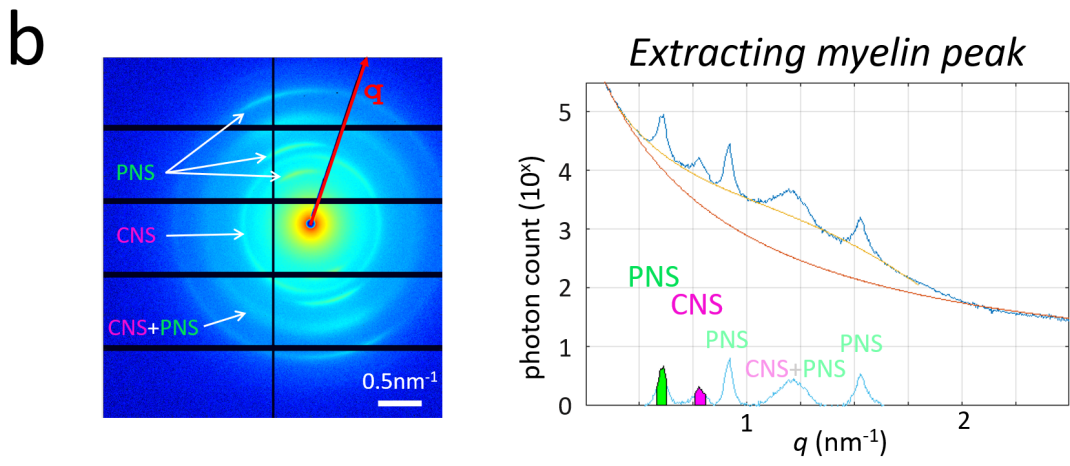 b
q
PNS
CNS
CNS+PNS
0.5nm⁻¹
Extracting myelin peak
photon count (10ˣ)
5
4
3
2
1
0
PNS
CNS
PNS
PNS
CNS+PNS
1
2
q (nm⁻¹)